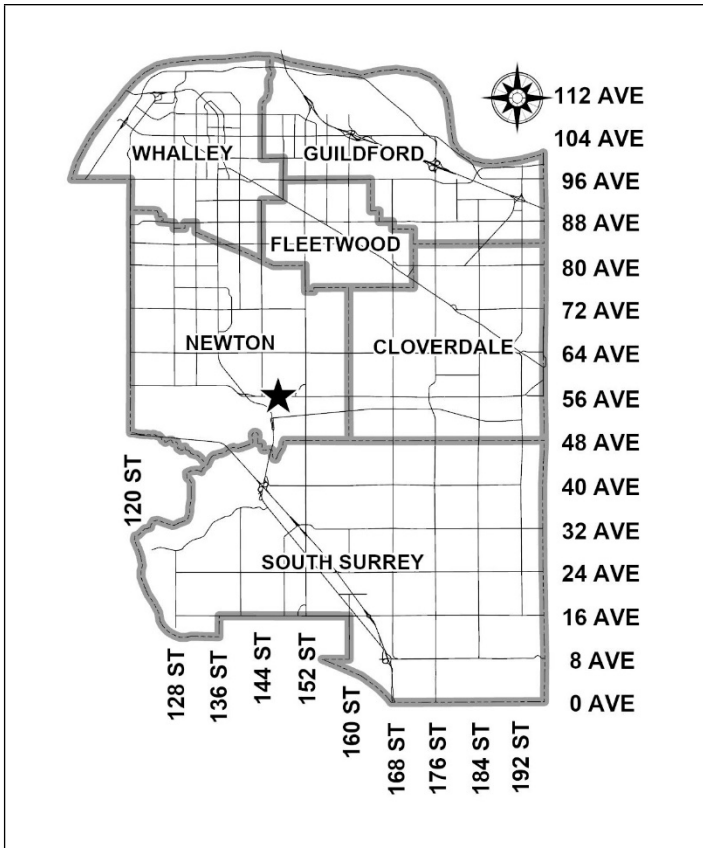 112 AVE
104 AVE
WHALLEY
GUILDFORD
96 AVE
88 AVE
FLEETWOOD
80 AVE
72 AVE
NEWTON
CLOVERDALE
64 AVE
56 AVE
48 AVE
120 ST
40 AVE
32 AVE
SOUTH SURREY
24 AVE
16 AVE
128 ST
136 ST
144 ST
152 ST
8 AVE
160 ST
0 AVE
168 ST
176 ST
184 ST
192 ST